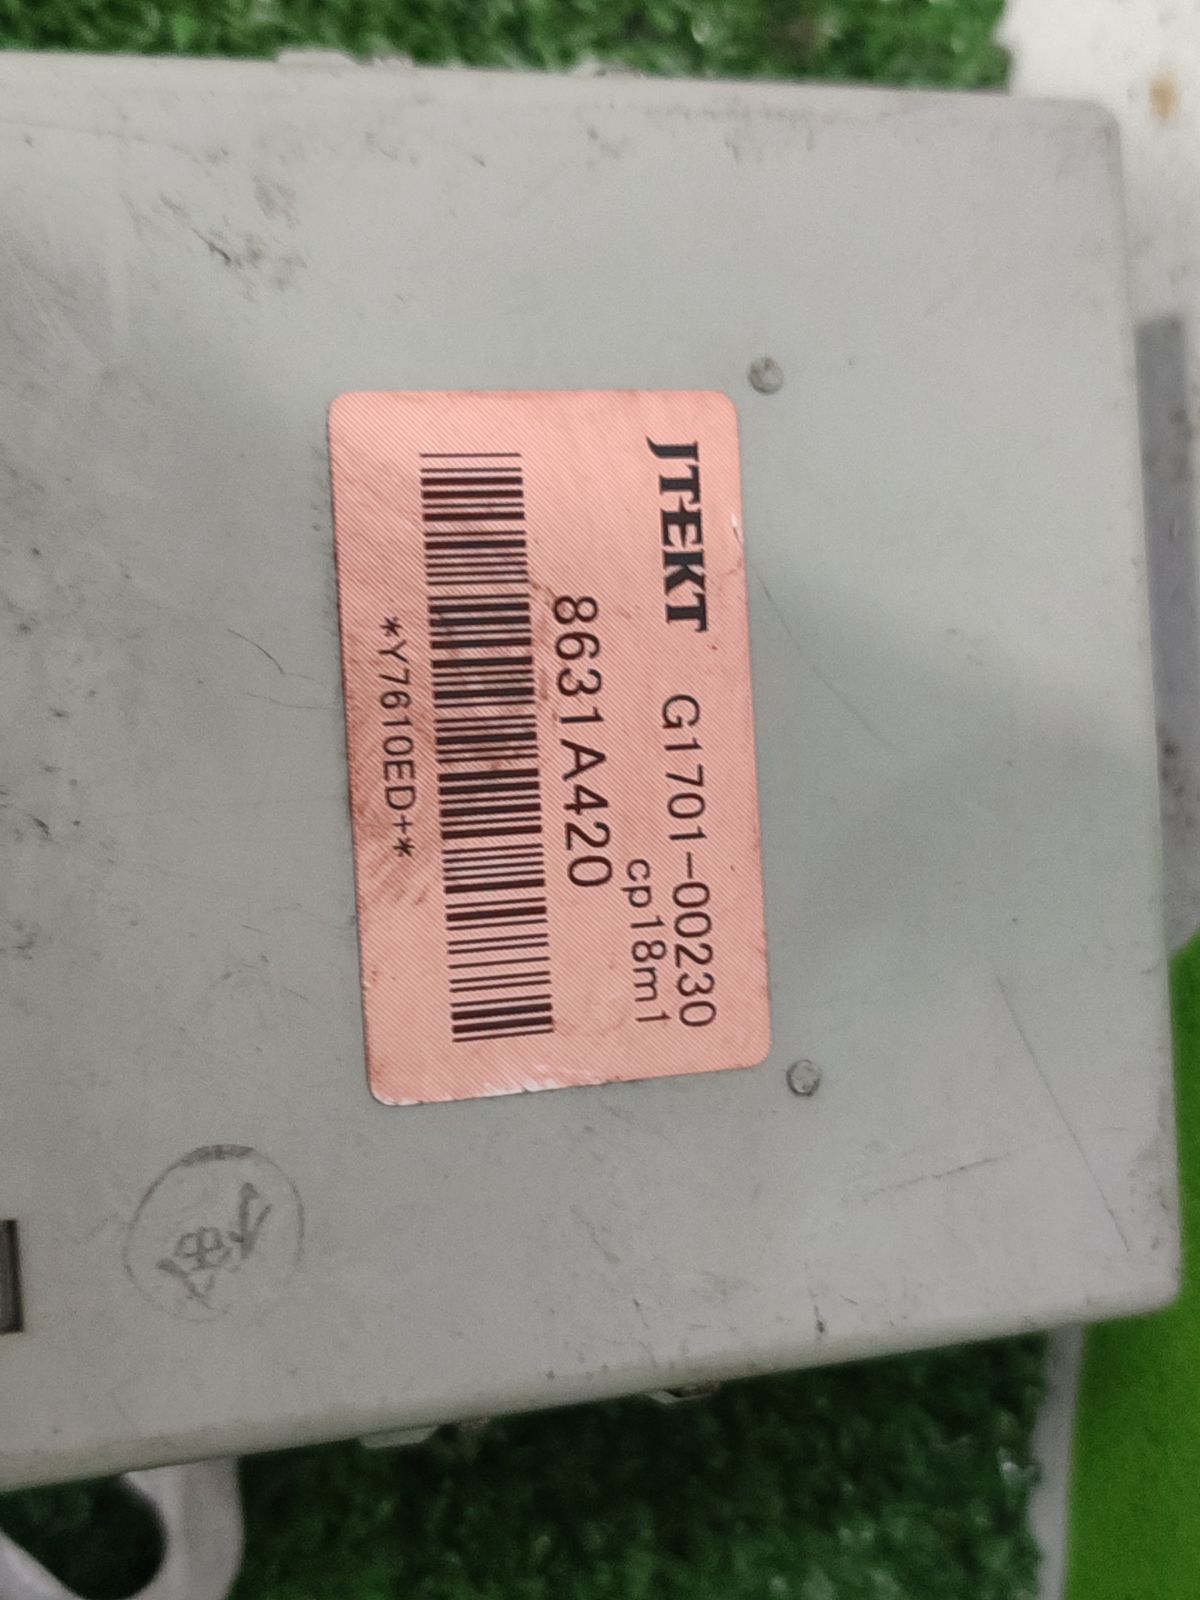 JTEKT G1701-00230
cp18m1
8631A420
*Y7610ED+*